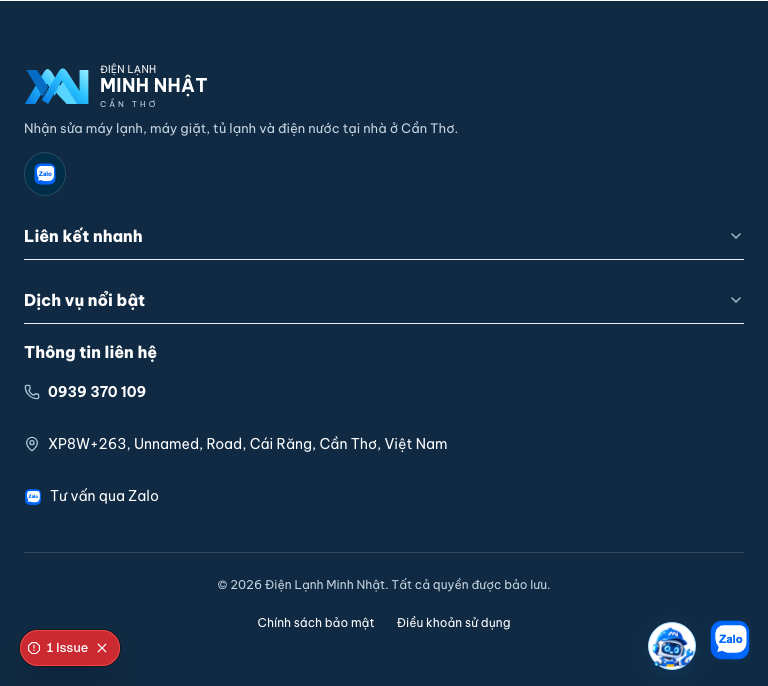 ĐIỆN LẠNH
MINH NHẬT
CẦN THƠ
Nhận sửa máy lạnh, máy giặt, tủ lạnh và điện nước tại nhà ở Cần Thơ.
Zalo
Liên kết nhanh
Dịch vụ nổi bật
Thông tin liên hệ
0939 370 109
XP8W+263, Unnamed, Road, Cái Răng, Cần Thơ, Việt Nam
Zalo Tư vấn qua Zalo
© 2026 Điện Lạnh Minh Nhật. Tất cả quyền được bảo lưu.
Chính sách bảo mật Điều khoản sử dụng
1 Issue
Zalo